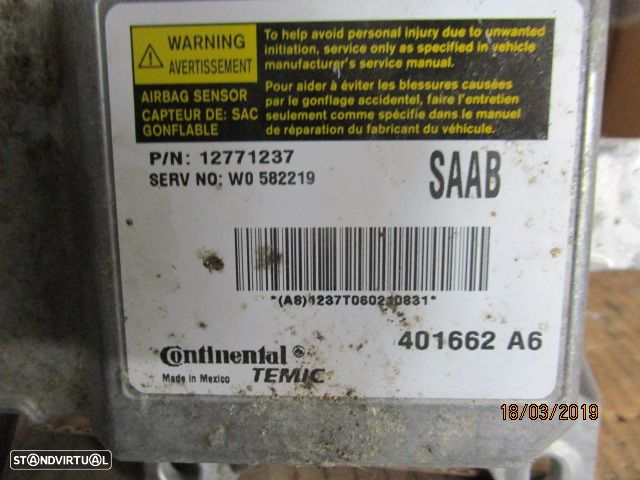 WARNING
AVERTISSEMENT
To help avoid personal injury due to unwanted
initiation, service only as specified in vehicle
manufacturer's service manual.
AIRBAG SENSOR
CAPTEUR DE: SAC
GONFLABLE
Pour aider à éviter les blessures causées
par le gonflage accidentel, faire l'entretien
seulement comme spécifie dans le manuel
de réparation du fabricant du véhicule.
P/N: 12771237
SERV NO: W0 582219
SAAB
*(A8)1237T060210831*
Continental
TEMIC
Made in Mexico
401662 A6
18/03/2019
STANDVIRTUAL